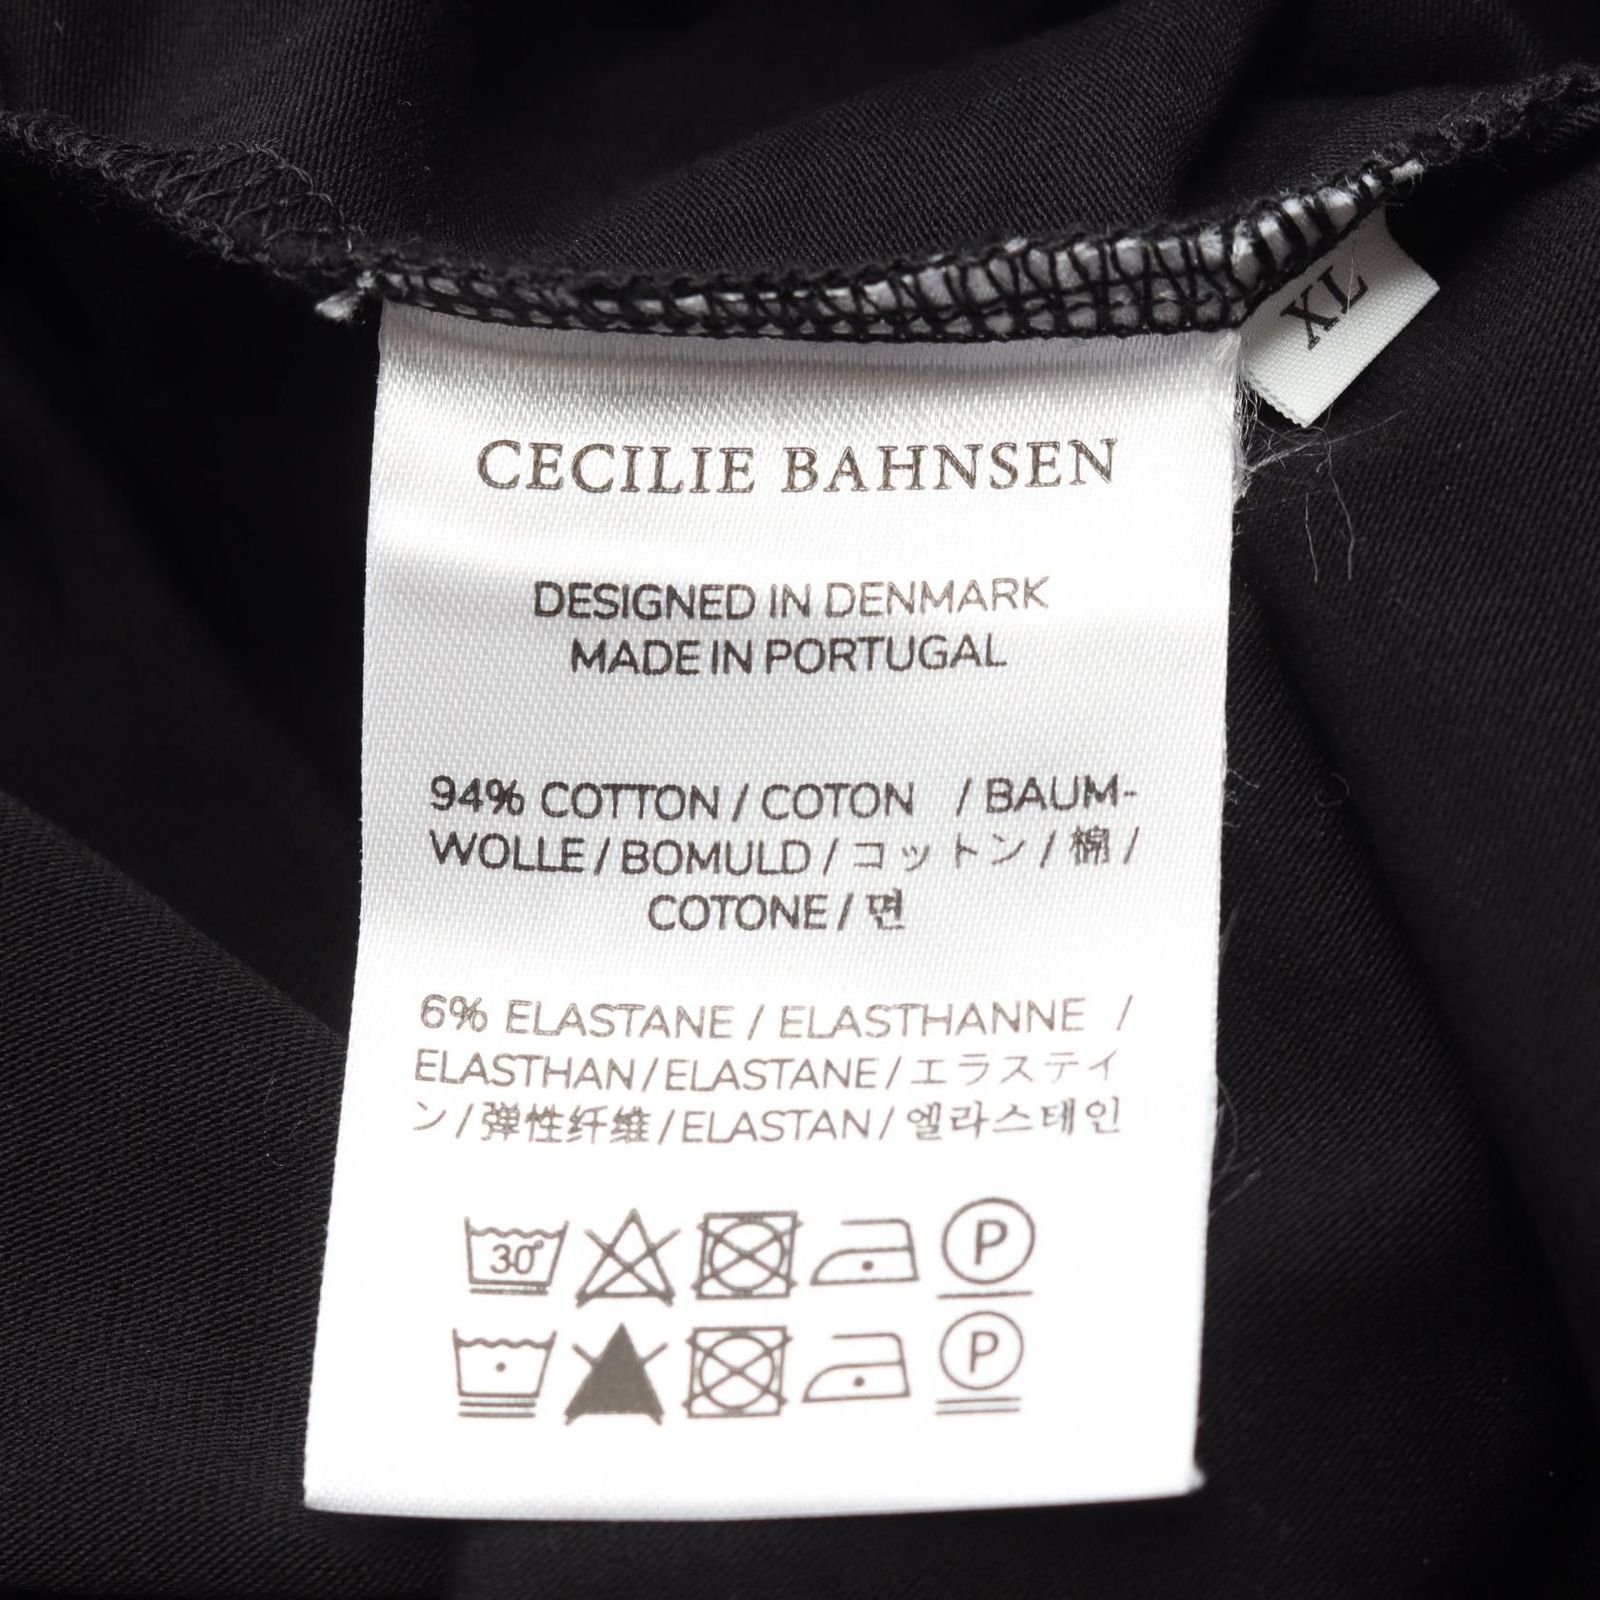 XL
CECILIE BAHNSEN
DESIGNED IN DENMARK
MADE IN PORTUGAL
94% COTTON / COTON / BAUM-
WOLLE / BOMULD / コットン / 棉 /
COTONE / 면
6% ELASTANE / ELASTHANNE /
ELASTHAN / ELASTANE / エラスティ
ン / 弹性纤维 / ELASTAN / 엘라스테인
30° P
P